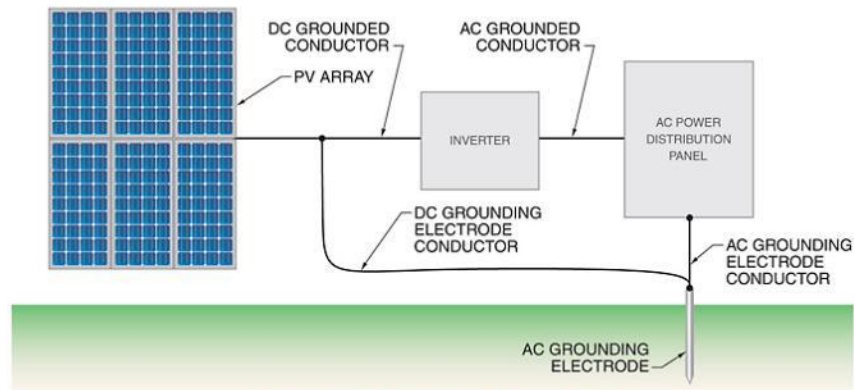 DC GROUNDED
CONDUCTOR
AC GROUNDED
CONDUCTOR
PV ARRAY
INVERTER
AC POWER
DISTRIBUTION
PANEL
DC GROUNDING
ELECTRODE
CONDUCTOR
AC GROUNDING
ELECTRODE
CONDUCTOR
AC GROUNDING
ELECTRODE